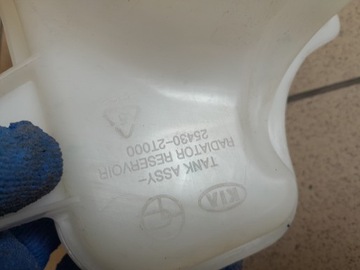 KIA
TANK ASSY-
RADIATOR RESERVOIR
25430-2T000